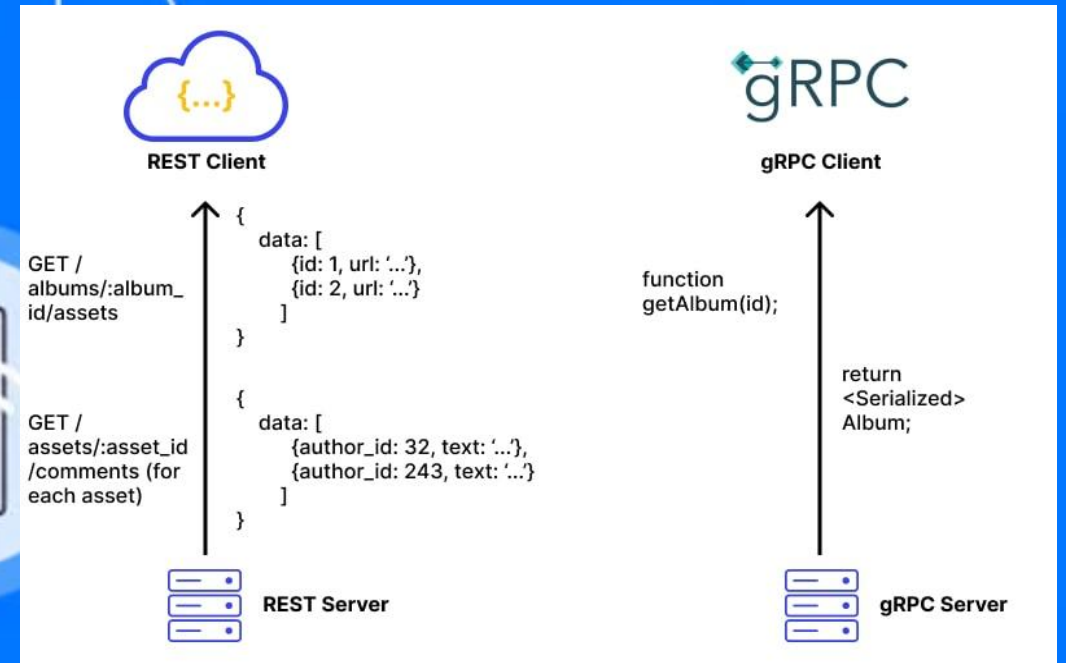 {...}
gRPC
REST Client
gRPC Client
GET /
albums/:album_
id/assets
{
data: [
{id: 1, url: '...'},
{id: 2, url: '...'}
]
}
function
getAlbum(id);
return
<Serialized>
Album;
GET /
assets/:asset_id
/comments (for
each asset)
{
data: [
{author_id: 32, text: '...'},
{author_id: 243, text: '...'}
]
}
REST Server
gRPC Server